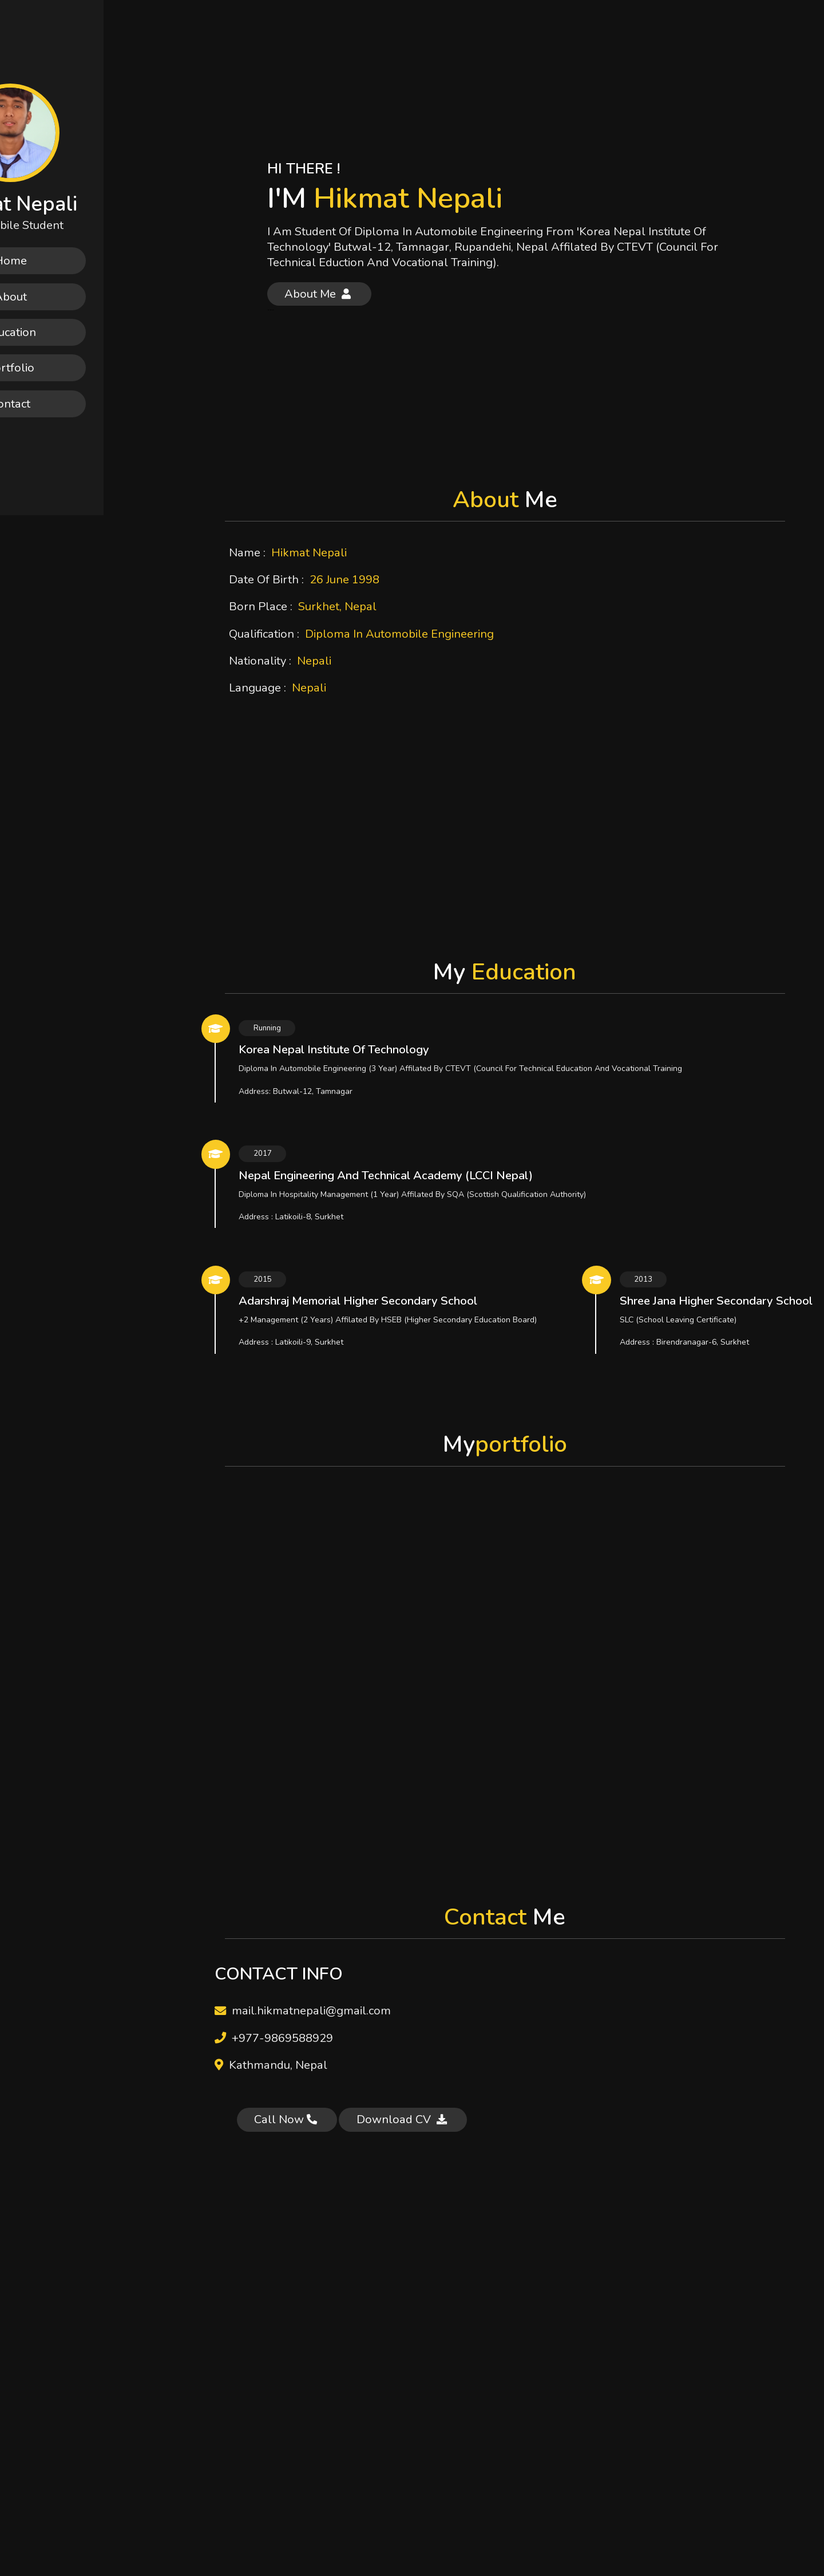 at Nepali
bile Student
Home
About
ucation
rtfolio
ontact
HI THERE !
I'M Hikmat Nepali
I Am Student Of Diploma In Automobile Engineering From 'Korea Nepal Institute Of
Technology' Butwal-12, Tamnagar, Rupandehi, Nepal Affilated By CTEVT (Council For
Technical Eduction And Vocational Training).
About Me
About Me
Name : Hikmat Nepali
Date Of Birth : 26 June 1998
Born Place : Surkhet, Nepal
Qualification : Diploma In Automobile Engineering
Nationality : Nepali
Language : Nepali
My Education
Running
Korea Nepal Institute Of Technology
Diploma In Automobile Engineering (3 Year) Affilated By CTEVT (Council For Technical Education And Vocational Training
Address: Butwal-12, Tamnagar
2017
Nepal Engineering And Technical Academy (LCCI Nepal)
Diploma In Hospitality Management (1 Year) Affilated By SQA (Scottish Qualification Authority)
Address : Latikoili-8, Surkhet
2015
Adarshraj Memorial Higher Secondary School
+2 Management (2 Years) Affilated By HSEB (Higher Secondary Education Board)
Address : Latikoili-9, Surkhet
2013
Shree Jana Higher Secondary School
SLC (School Leaving Certificate)
Address : Birendranagar-6, Surkhet
Myportfolio
Contact Me
CONTACT INFO
mail.hikmatnepali@gmail.com
+977-9869588929
Kathmandu, Nepal
Call Now
Download CV